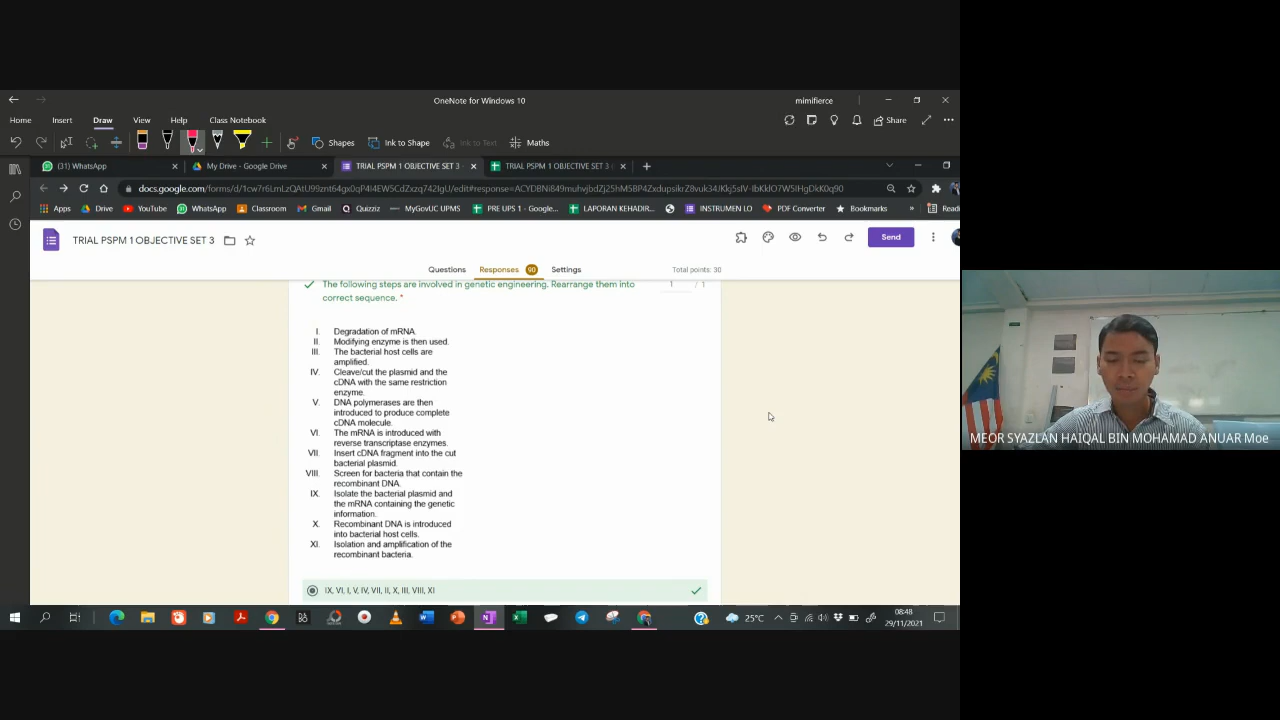 OneNote for Windows 10
mimifierce
Home Insert Draw View Help Class Notebook
Share
Shapes Ink to Shape Ink to Text Maths
(31) WhatsApp My Drive - Google Drive TRIAL PSPM 1 OBJECTIVE SET 3 - TRIAL PSPM 1 OBJECTIVE SET 3
Apps Drive YouTube WhatsApp Classroom Gmail Quizziz MyGovUC UPMS PRE UPS 1 - Google... LAPORAN KEHADIR... INSTRUMEN LO PDF Converter Bookmarks »
TRIAL PSPM 1 OBJECTIVE SET 3
Send
Questions Responses 90 Settings Total points: 30
The following steps are involved in genetic engineering. Rearrange them into 1 / 1
correct sequence. *
I. Degradation of mRNA.
II. Modifying enzyme is then used.
III. The bacterial host cells are
amplified.
IV. Cleave/cut the plasmid and the
cDNA with the same restriction
enzyme.
V. DNA polymerases are then
introduced to produce complete
cDNA molecule.
VI. The mRNA is introduced with
reverse transcriptase enzymes.
VII. Insert cDNA fragment into the cut
bacterial plasmid.
VIII. Screen for bacteria that contain the
recombinant DNA.
IX. Isolate the bacterial plasmid and
the mRNA containing the genetic
information.
X. Recombinant DNA is introduced
into bacterial host cells.
XI. Isolation and amplification of the
recombinant bacteria.
IX, VI, I, V, IV, VII, II, X, III, VIII, XI
MEOR SYAZLAN HAIQAL BIN MOHAMAD ANUAR Moe
25°C
08:48
29/11/2021